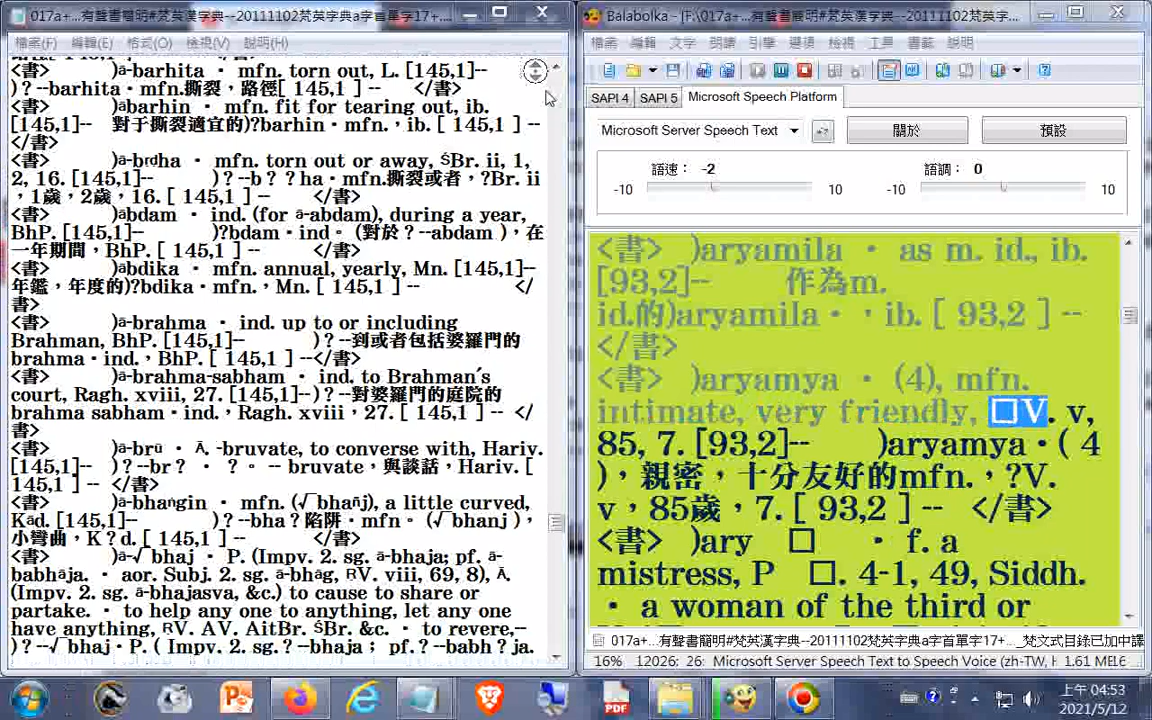 017a+...有聲書簡明#梵英漢字典--20111102梵英字典a字首單字17+...
檔案(F) 編輯(E) 格式(O) 檢視(V) 說明(H)
<書> )ā-barhita • mfn. torn out, L. [145,1]--
)？--barhita • mfn.撕裂，路徑[ 145,1 ] -- </書>
<書> )ābarhin • mfn. fit for tearing out, ib.
[145,1]-- 對于撕裂適宜的)?barhin • mfn.，ib. [ 145,1 ] --
</書>
<書> )ā-bṛḍha • mfn. torn out or away, ŚBr. ii, 1,
2, 16. [145,1]-- )？--b？？ha • mfn.撕裂或者，?Br. ii
，1歲，2歲，16. [ 145,1 ] -- </書>
<書> )ābdam • ind. (for ā-abdam), during a year,
BhP. [145,1]-- )?bdam • ind。(對於？--abdam )，在
一年期間，BhP. [ 145,1 ] -- </書>
<書> )ābdika • mfn. annual, yearly, Mn. [145,1]--
年鑑，年度的)?bdika • mfn.，Mn. [ 145,1 ] -- </
書>
<書> )ā-brahma • ind. up to or including
Brahman, BhP. [145,1]-- )？--到或者包括婆羅門的
brahma • ind.，BhP. [ 145,1 ] --</書>
<書> )ā-brahma-sabham • ind. to Brahman's
court, Ragh. xviii, 27. [145,1]-- )？--對婆羅門的庭院的
brahma sabham • ind.，Ragh. xviii，27. [ 145,1 ] -- </
書>
<書> )ā-brū • Ā. -bruvate, to converse with, Hariv.
[145,1]-- )？--br？ • ？。-- bruvate，與談話，Hariv. [
145,1 ] -- </書>
<書> )ā-bhaṅgin • mfn. (√bhañj), a little curved,
Kād. [145,1]-- )？--bha？陷阱 • mfn。(√bhanj )，
小彎曲，K？d. [ 145,1 ] -- </書>
<書> )ā-√bhaj • P. (Impv. 2. sg. ā-bhaja; pf. ā-
babhāja. • aor. Subj. 2. sg. ā-bhāg, RV. viii, 69, 8), Ā.
(Impv. 2. sg. ā-bhajasva, &c.) to cause to share or
partake. • to help any one to anything, let any one
have anything, RV. AV. AitBr. ŚBr. &c. • to revere,--
)？--√bhaj • P. ( Impv. 2. sg.？--bhaja； pf.？--babh？ja.
Balabolka - [F:\017a+...有聲書簡明#梵英漢字典--20111102梵英字...
檔案 編輯 文字 朗讀 引擎 選項 檢視 工具 書籤 說明
SAPI 4 SAPI 5 Microsoft Speech Platform
Microsoft Server Speech Text 關於 預設
語速： -2 語調： 0
-10 10 -10 10
<書> )aryamila • as m. id., ib.
[93,2]-- 作為m.
id.的)aryamila • ，ib. [ 93,2 ] --
</書>
<書> )aryamya • (4), mfn.
intimate, very friendly, □V. v,
85, 7. [93,2]-- )aryamya •( 4
)，親密，十分友好的mfn.，?V.
v，85歲，7. [ 93,2 ] -- </書>
<書> )ary □ • f. a
mistress, P □. 4-1, 49, Siddh.
• a woman of the third or
017a+...有聲書簡明#梵英漢字典--20111102梵英字典a字首單字17+..._梵文式目錄已加中譯
16% 12026: 26: Microsoft Server Speech Text to Speech Voice (zh-TW, H 1.61 МЕБ
PDF
上午 04:53
2021/5/12